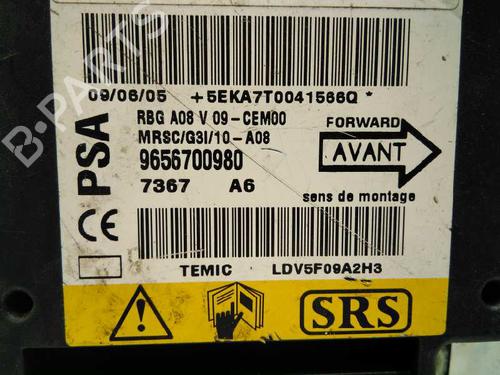 09/06/05 +5EKA7T0041566Q*
RBG A08 V 09-CEM00
MRSC/G3I/10-A08
9656700980
7367 A6
PSA
CE
FORWARD
AVANT
sens de montage
TEMIC LDV5F09A2H3
SRS
B-PARTS